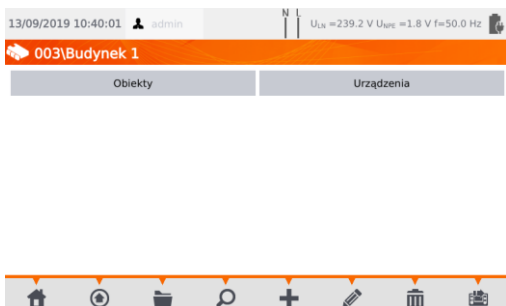 13/09/2019 10:40:01 admin N L ULN =239.2 V UNPE =1.8 V f=50.0 Hz
003\Budynek 1
Obiekty Urządzenia